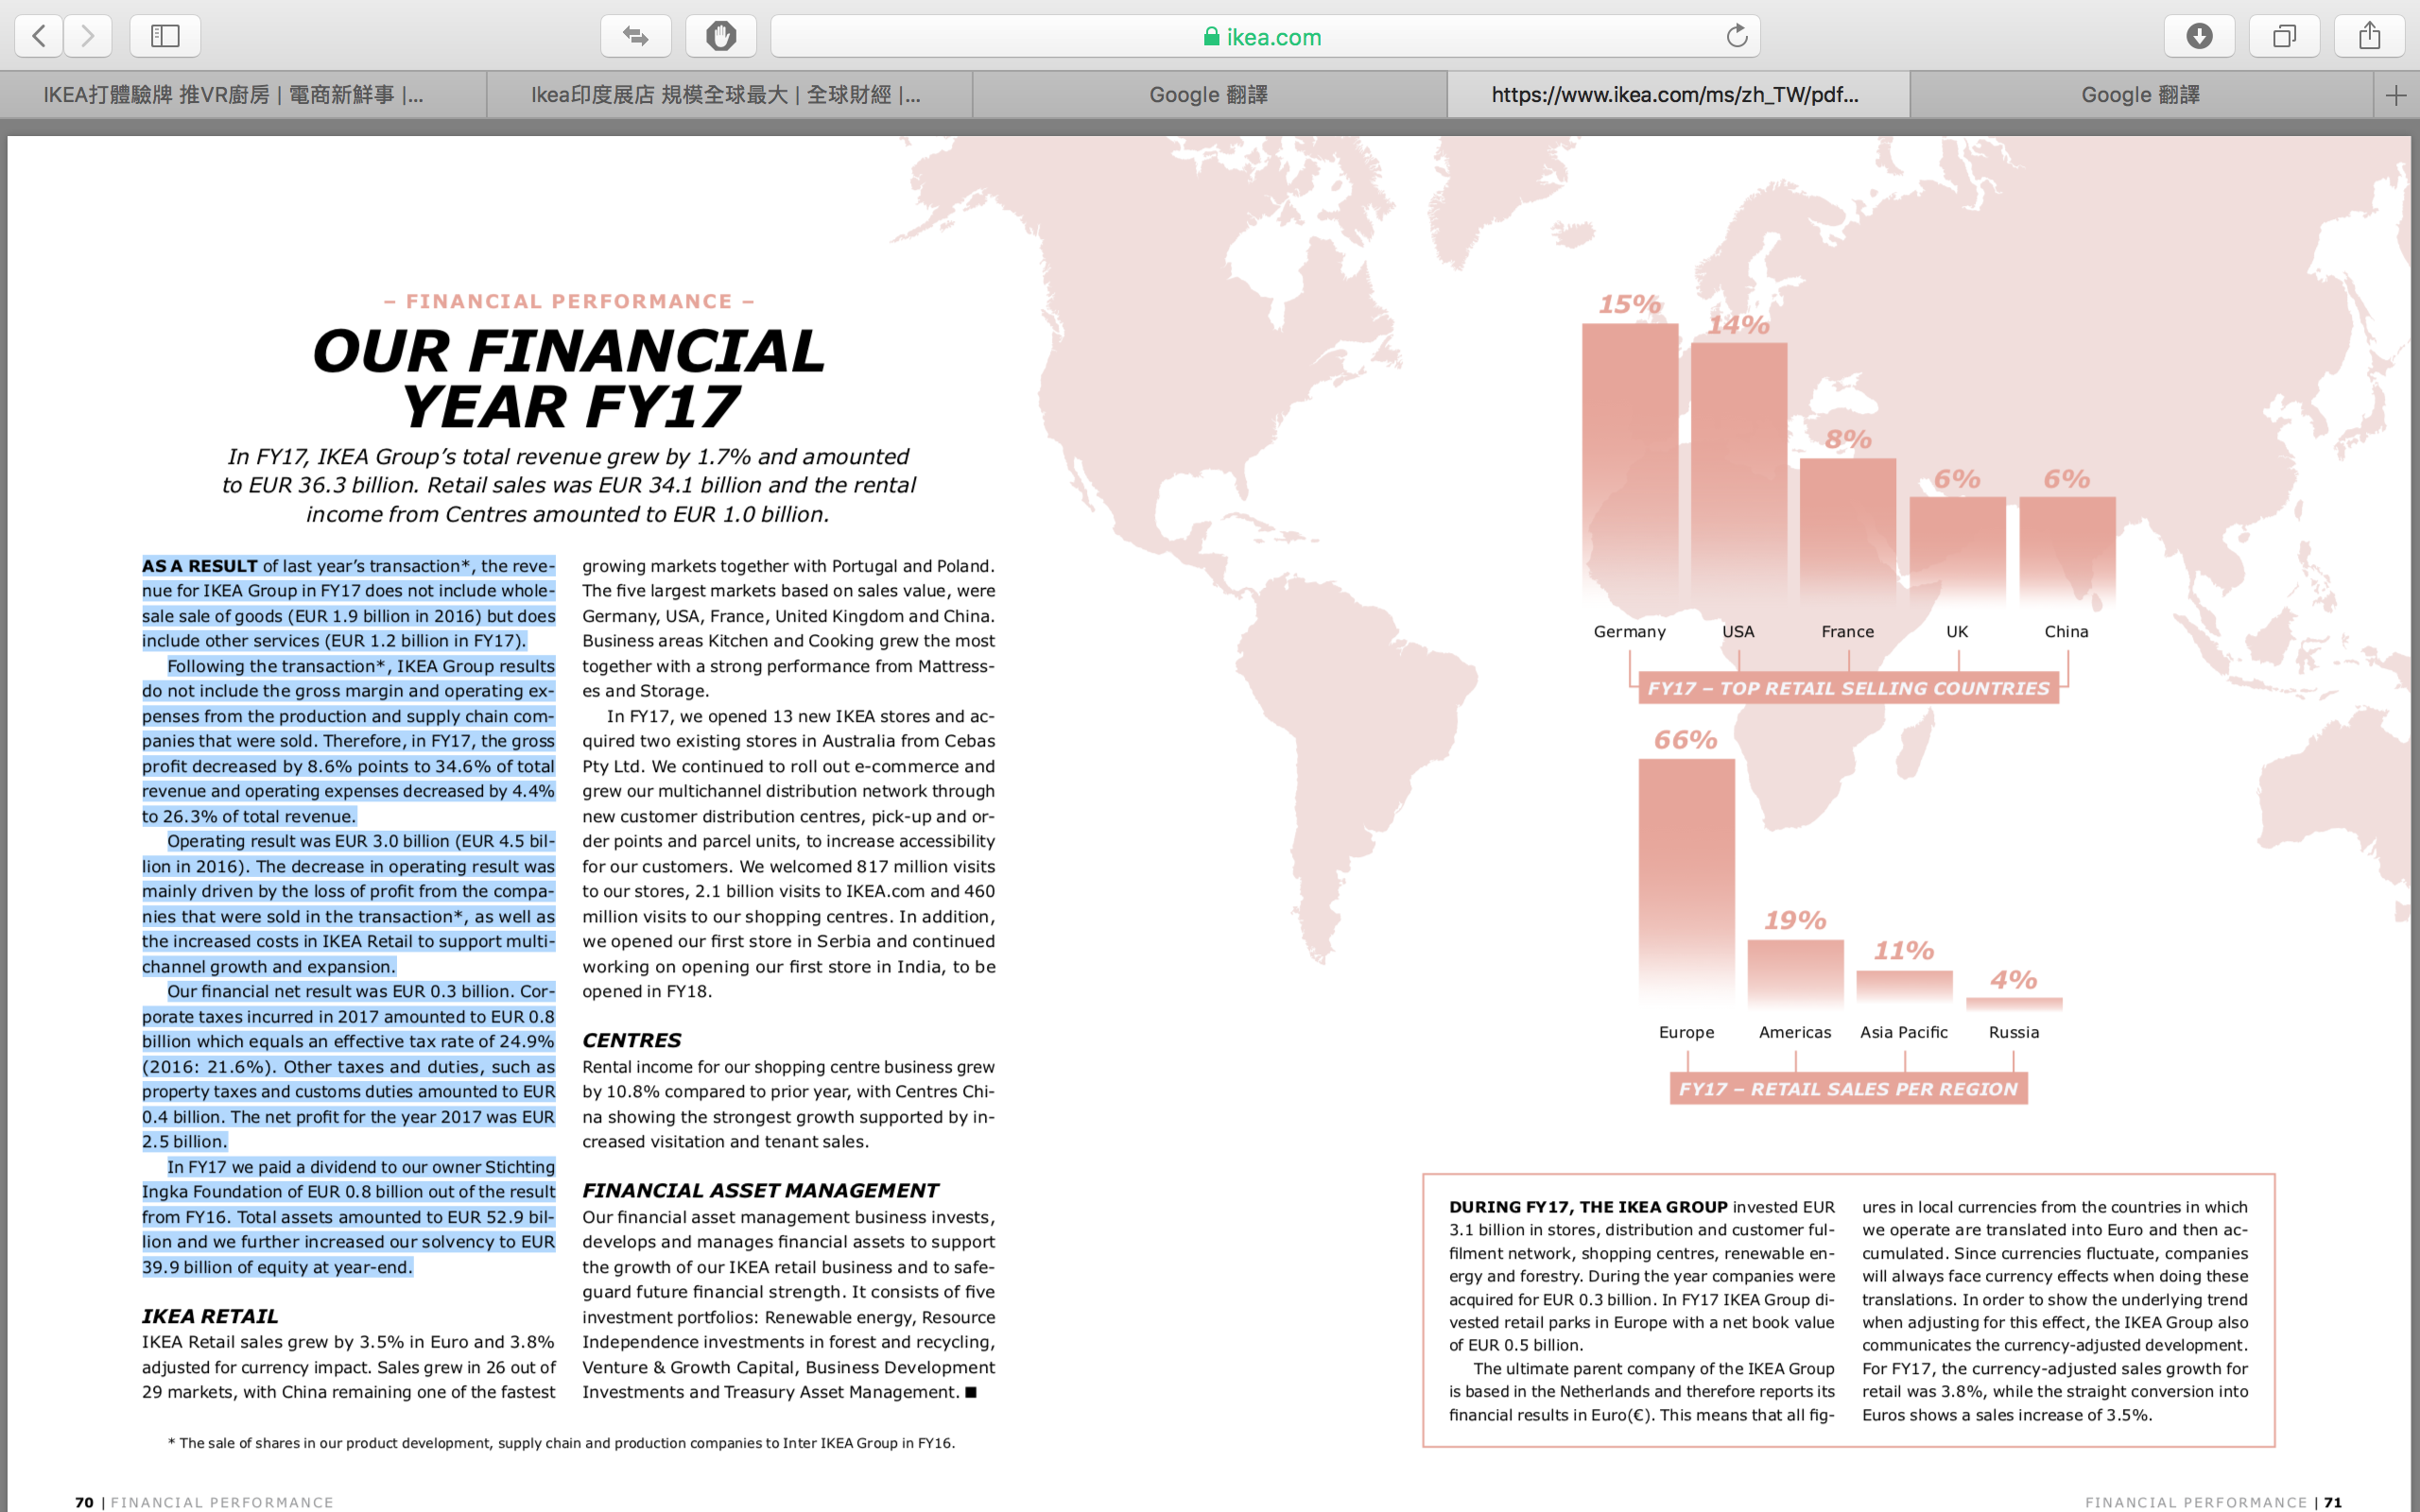 ikea.com
IKEA打體驗牌 推VR廚房 | 電商新鮮事 |...
Ikea印度展店 規模全球最大 | 全球財經 |...
Google 翻譯
https://www.ikea.com/ms/zh_TW/pdf...
Google 翻譯
– FINANCIAL PERFORMANCE –
OUR FINANCIAL
YEAR FY17
In FY17, IKEA Group’s total revenue grew by 1.7% and amounted
to EUR 36.3 billion. Retail sales was EUR 34.1 billion and the rental
income from Centres amounted to EUR 1.0 billion.
AS A RESULT of last year’s transaction*, the reve-
nue for IKEA Group in FY17 does not include whole-
sale sale of goods (EUR 1.9 billion in 2016) but does
include other services (EUR 1.2 billion in FY17).
Following the transaction*, IKEA Group results
do not include the gross margin and operating ex-
penses from the production and supply chain com-
panies that were sold. Therefore, in FY17, the gross
profit decreased by 8.6% points to 34.6% of total
revenue and operating expenses decreased by 4.4%
to 26.3% of total revenue.
Operating result was EUR 3.0 billion (EUR 4.5 bil-
lion in 2016). The decrease in operating result was
mainly driven by the loss of profit from the compa-
nies that were sold in the transaction*, as well as
the increased costs in IKEA Retail to support multi-
channel growth and expansion.
Our financial net result was EUR 0.3 billion. Cor-
porate taxes incurred in 2017 amounted to EUR 0.8
billion which equals an effective tax rate of 24.9%
(2016: 21.6%). Other taxes and duties, such as
property taxes and customs duties amounted to EUR
0.4 billion. The net profit for the year 2017 was EUR
2.5 billion.
In FY17 we paid a dividend to our owner Stichting
Ingka Foundation of EUR 0.8 billion out of the result
from FY16. Total assets amounted to EUR 52.9 bil-
lion and we further increased our solvency to EUR
39.9 billion of equity at year-end.
IKEA RETAIL
IKEA Retail sales grew by 3.5% in Euro and 3.8%
adjusted for currency impact. Sales grew in 26 out of
29 markets, with China remaining one of the fastest
growing markets together with Portugal and Poland.
The five largest markets based on sales value, were
Germany, USA, France, United Kingdom and China.
Business areas Kitchen and Cooking grew the most
together with a strong performance from Mattress-
es and Storage.
In FY17, we opened 13 new IKEA stores and ac-
quired two existing stores in Australia from Cebas
Pty Ltd. We continued to roll out e-commerce and
grew our multichannel distribution network through
new customer distribution centres, pick-up and or-
der points and parcel units, to increase accessibility
for our customers. We welcomed 817 million visits
to our stores, 2.1 billion visits to IKEA.com and 460
million visits to our shopping centres. In addition,
we opened our first store in Serbia and continued
working on opening our first store in India, to be
opened in FY18.
CENTRES
Rental income for our shopping centre business grew
by 10.8% compared to prior year, with Centres Chi-
na showing the strongest growth supported by in-
creased visitation and tenant sales.
FINANCIAL ASSET MANAGEMENT
Our financial asset management business invests,
develops and manages financial assets to support
the growth of our IKEA retail business and to safe-
guard future financial strength. It consists of five
investment portfolios: Renewable energy, Resource
Independence investments in forest and recycling,
Venture & Growth Capital, Business Development
Investments and Treasury Asset Management. ■
* The sale of shares in our product development, supply chain and production companies to Inter IKEA Group in FY16.
70 | FINANCIAL PERFORMANCE
15% 14% 8% 6% 6%
Germany USA France UK China
FY17 – TOP RETAIL SELLING COUNTRIES
66% 19% 11% 4%
Europe Americas Asia Pacific Russia
FY17 – RETAIL SALES PER REGION
DURING FY17, THE IKEA GROUP invested EUR
3.1 billion in stores, distribution and customer ful-
filment network, shopping centres, renewable en-
ergy and forestry. During the year companies were
acquired for EUR 0.3 billion. In FY17 IKEA Group di-
vested retail parks in Europe with a net book value
of EUR 0.5 billion.
The ultimate parent company of the IKEA Group
is based in the Netherlands and therefore reports its
financial results in Euro(€). This means that all fig-
ures in local currencies from the countries in which
we operate are translated into Euro and then ac-
cumulated. Since currencies fluctuate, companies
will always face currency effects when doing these
translations. In order to show the underlying trend
when adjusting for this effect, the IKEA Group also
communicates the currency-adjusted development.
For FY17, the currency-adjusted sales growth for
retail was 3.8%, while the straight conversion into
Euros shows a sales increase of 3.5%.
FINANCIAL PERFORMANCE | 71